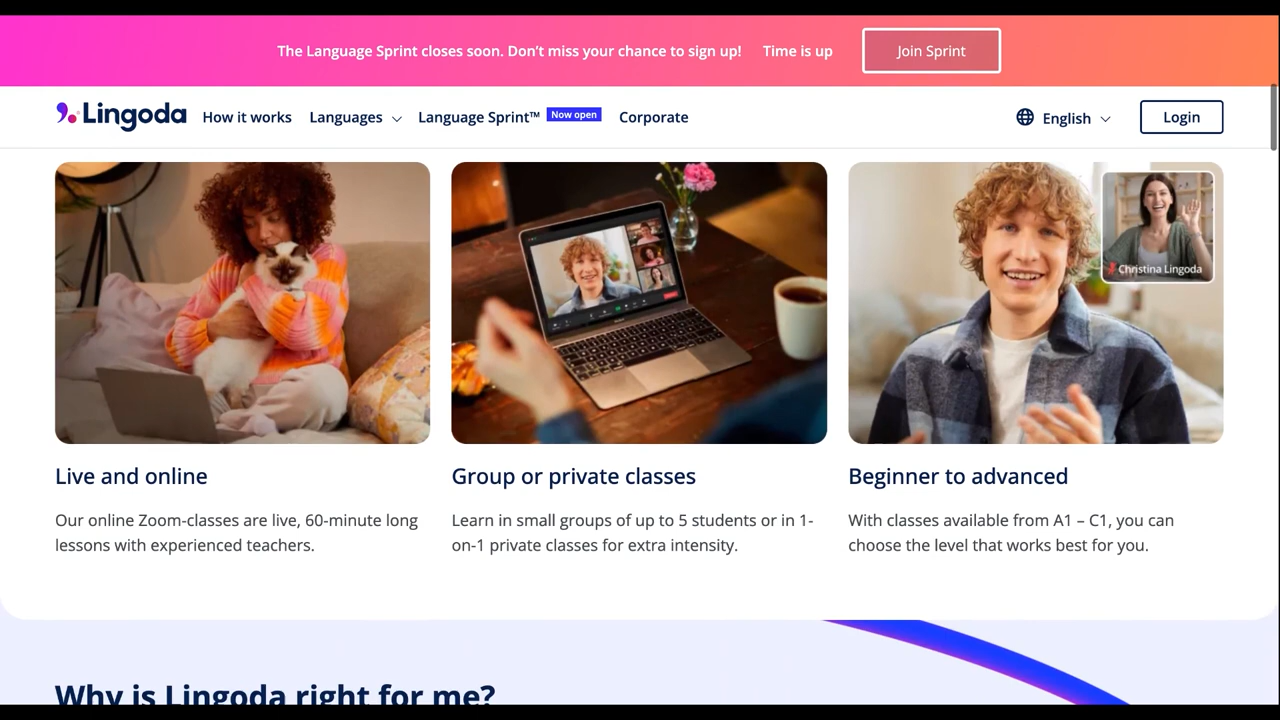 The Language Sprint closes soon. Don't miss your chance to sign up! Time is up Join Sprint
Lingoda How it works Languages Language Sprint™ Now open Corporate English Login
Christina Lingoda
Live and online
Our online Zoom-classes are live, 60-minute long
lessons with experienced teachers.
Group or private classes
Learn in small groups of up to 5 students or in 1-
on-1 private classes for extra intensity.
Beginner to advanced
With classes available from A1 – C1, you can
choose the level that works best for you.
Why is Lingoda right for me?